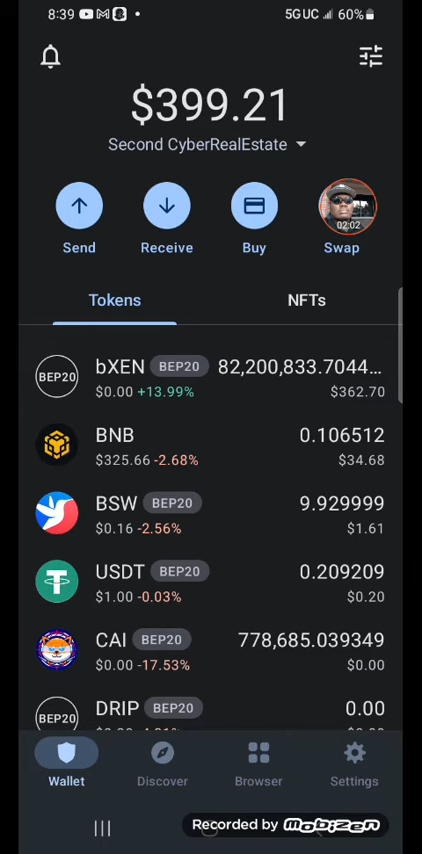 8:39 5G UC 60%
$399.21
Second CyberRealEstate
02:02
Send Receive Buy Swap
Tokens NFTs
BEP20 bXEN BEP20 82,200,833.7044...
$0.00 +13.99% $362.70
BNB 0.106512
$325.66 -2.68% $34.68
BSW BEP20 9.929999
$0.16 -2.56% $1.61
USDT BEP20 0.209209
$1.00 -0.03% $0.20
CAI BEP20 778,685.039349
$0.00 -17.53% $0.00
BEP20 DRIP BEP20 0.00
Wallet Discover Browser Settings
Recorded by MOBIZEN